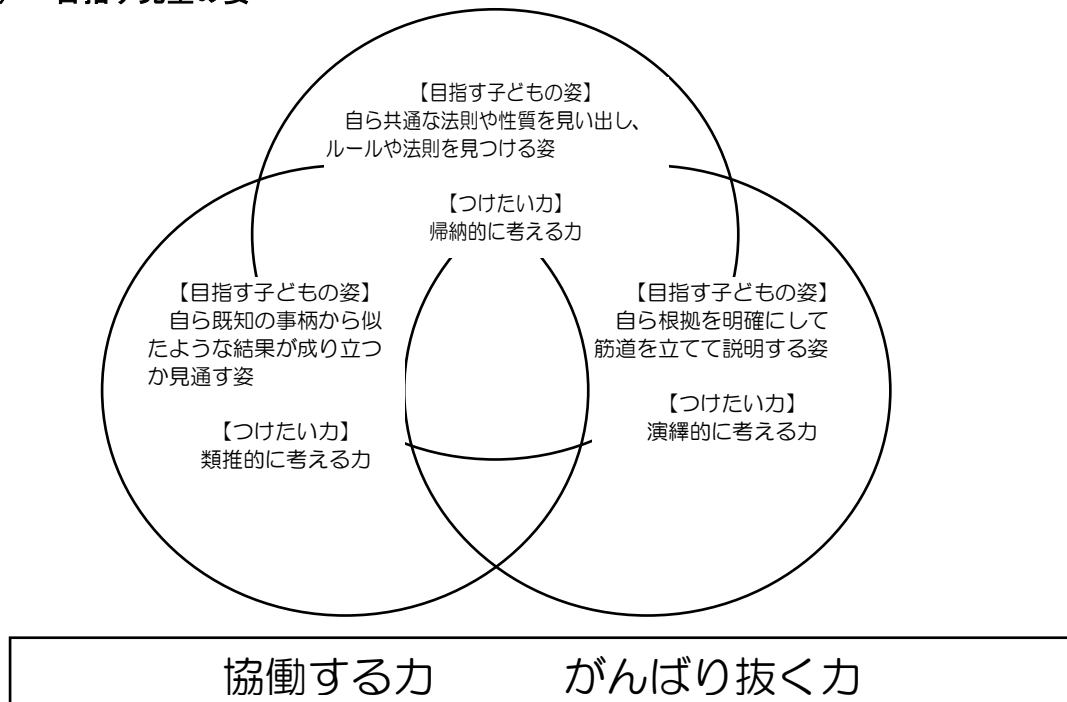 【目指す子どもの姿】
自ら共通な法則や性質を見い出し、
ルールや法則を見つける姿
【つけたい力】
帰納的に考える力
【目指す子どもの姿】
自ら既知の事柄から似
たような結果が成り立つ
か見通す姿
【つけたい力】
類推的に考える力
【目指す子どもの姿】
自ら根拠を明確にして
筋道を立てて説明する姿
【つけたい力】
演繹的に考える力
協働する力 がんばり抜く力